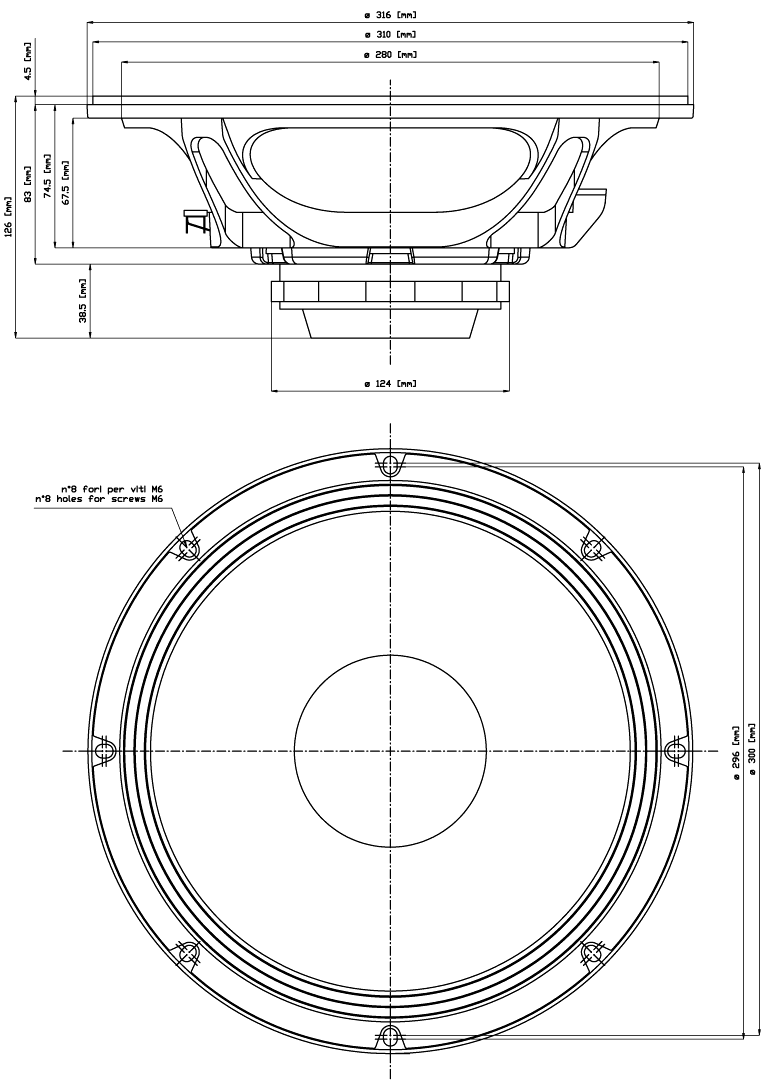 ø 316 [mm]
ø 310 [mm]
ø 280 [mm]
4.5 [mm]
126 [mm]
83 [mm]
74.5 [mm]
67.5 [mm]
38.5 [mm]
ø 124 [mm]
n°8 fori per viti M6
n°8 holes for screws M6
ø 296 [mm]
ø 300 [mm]